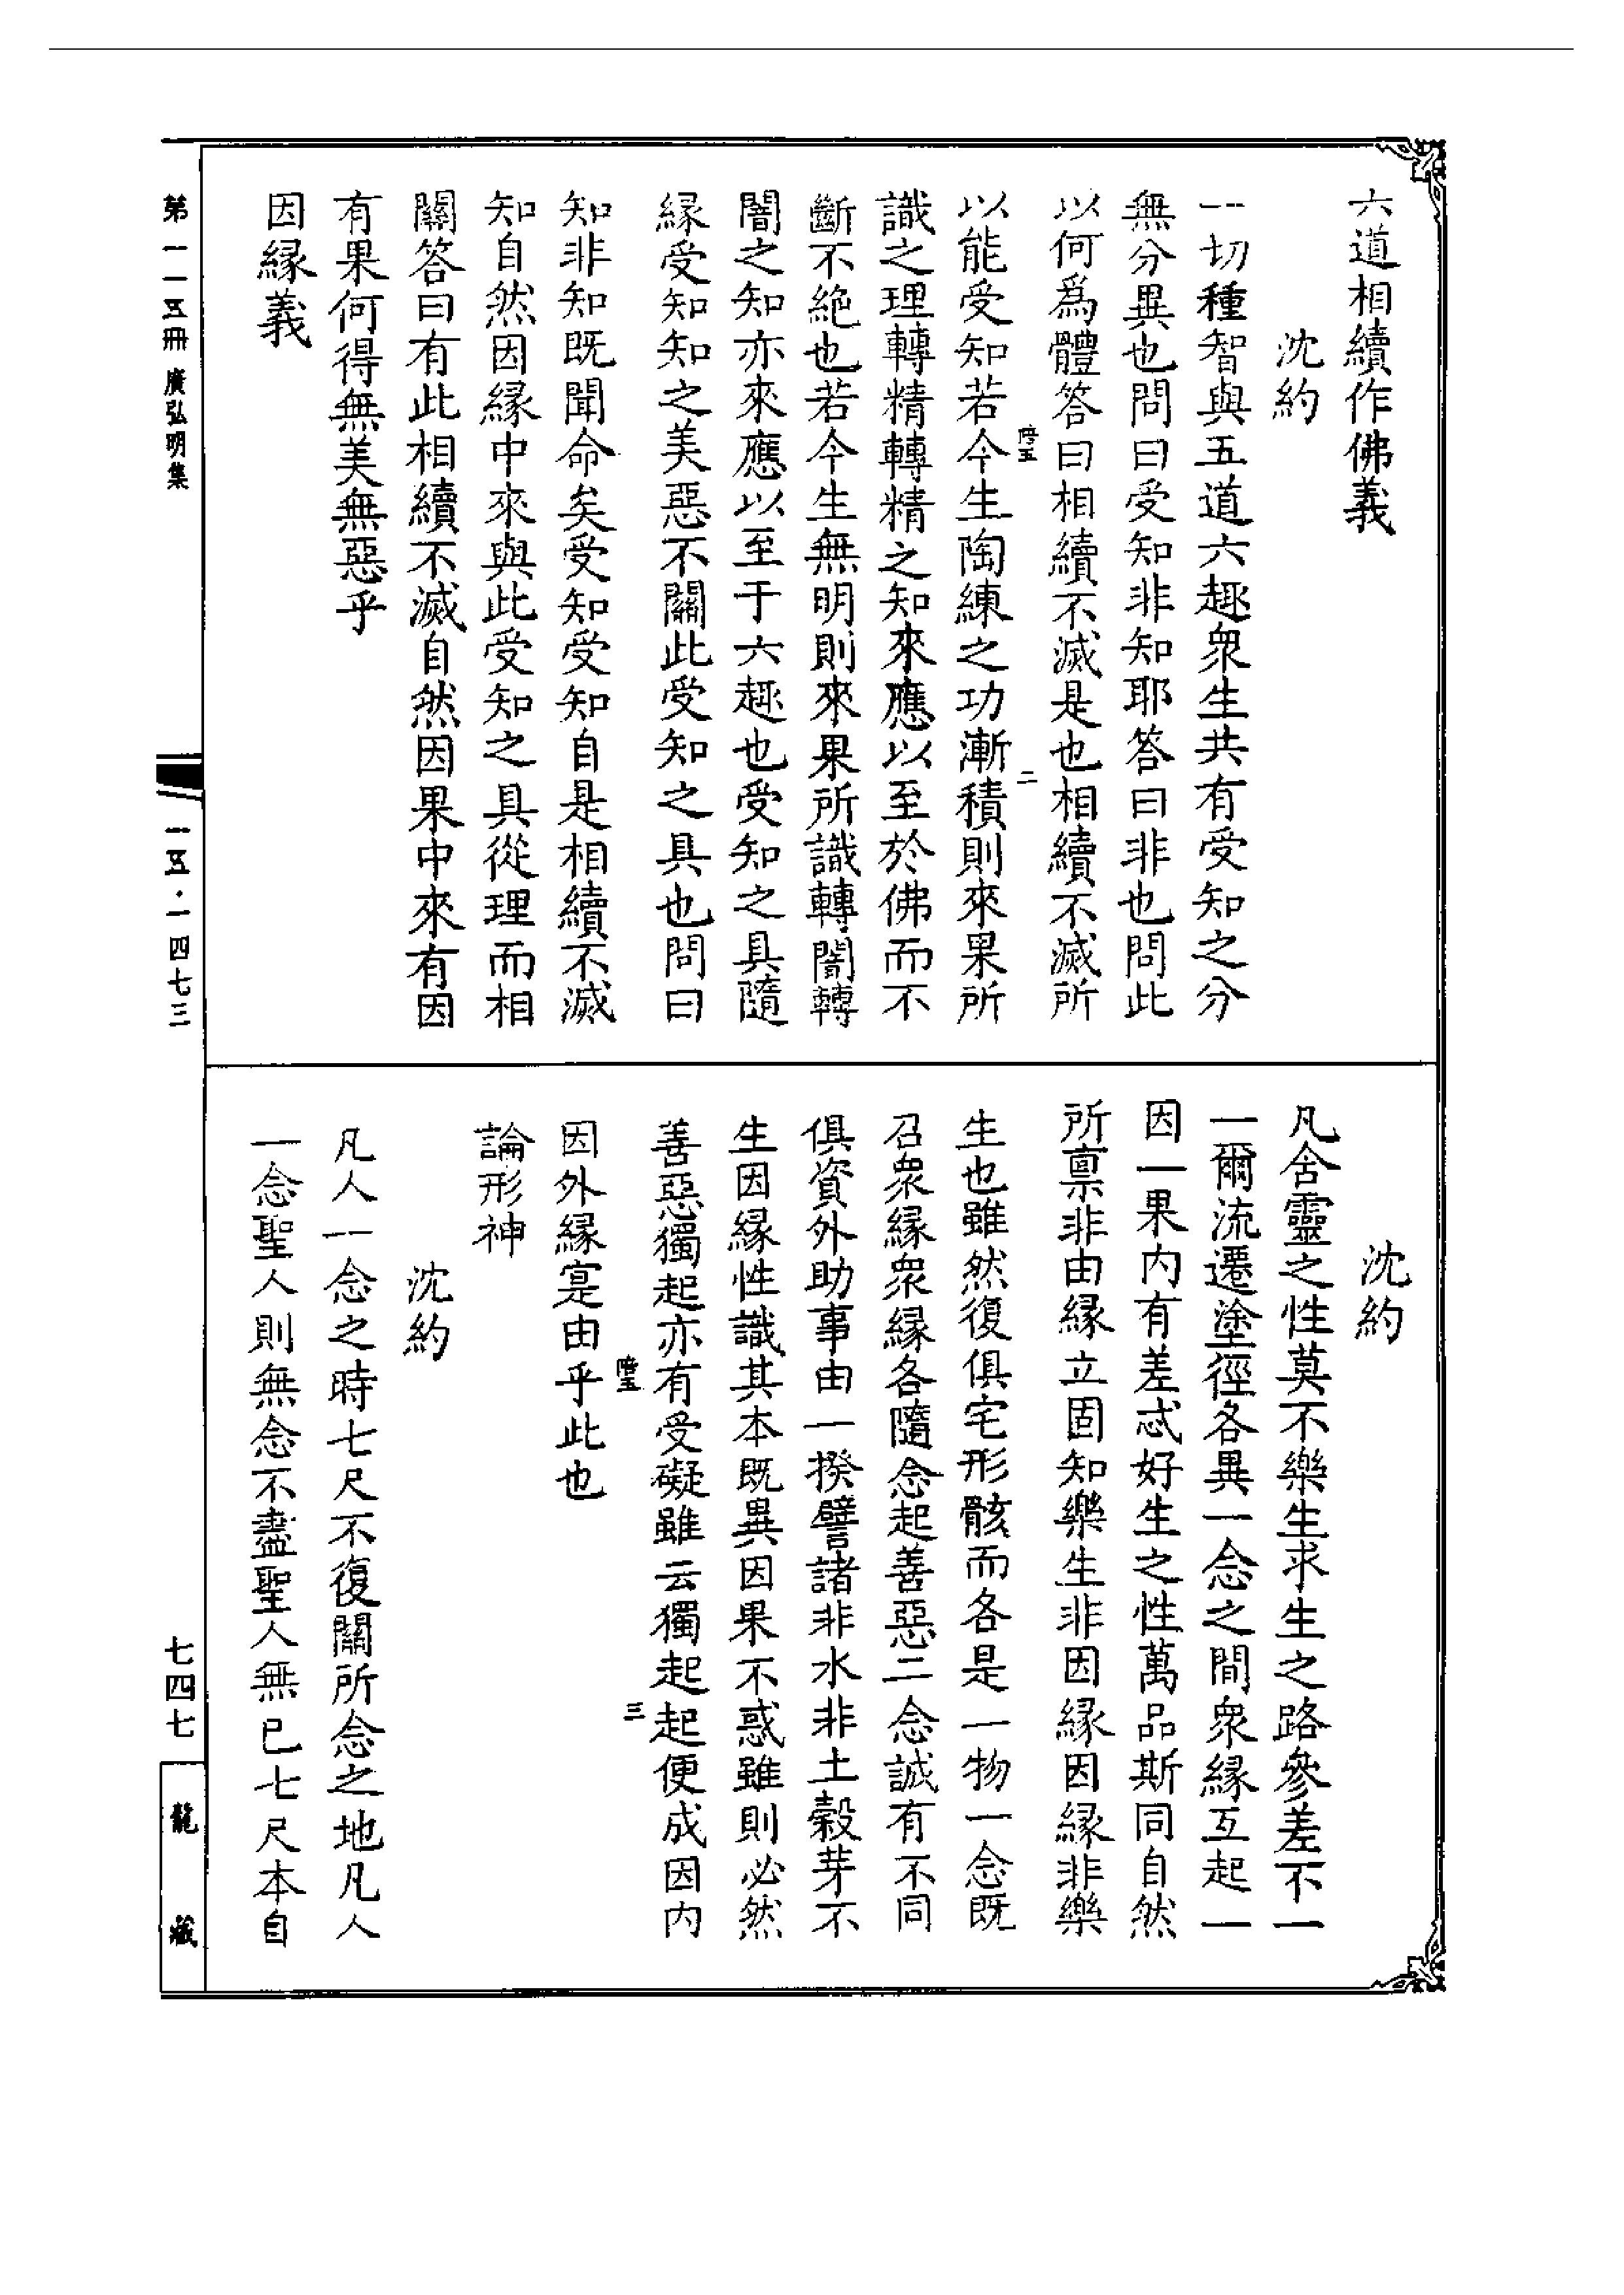 六道相續作佛義
沈約
一切種智與五道六趣衆生共有受知之分
無分異也問曰受知非知耶答曰非也問此
以何爲體答曰相續不滅是也相續不滅所
以能受知若今生陶練之功漸積則來果所
二
識之理轉精轉精之知來應以至於佛而不
斷不絶也若今生無明則來果所識轉闇轉
闇之知亦來應以至于六趣也受知之具隨
縁受知知之美惡不關此受知之具也問曰
知非知既聞命矣受知受知自是相續不滅
知自然因縁中來與此受知之具從理而相
關答曰有此相續不滅自然因果中來有因
有果何得無美無惡乎
因縁義
沈約
凡含靈之性莫不樂生求生之路參差不一
一爾流遷塗徑各異一念之間衆縁互起一
因一果内有差忒好生之性萬品斯同自然
所禀非由縁立固知樂生非因縁因縁非樂
生也雖然復俱宅形骸而各是一物一念既
召衆縁衆縁各隨念起善惡二念誠有不同
俱資外助事由一揆譬諸非水非土榖芽不
生因縁性識其本既異因果不惑雖則必然
善惡獨起亦有受礙雖云獨起起便成因内
三
因外縁寔由乎此也
論形神
沈約
凡人一念之時七尺不復關所念之地凡人
一念聖人則無念不盡聖人無已七尺本自
第一一五冊 廣弘明集
一五·一四七三
七四七
龍藏